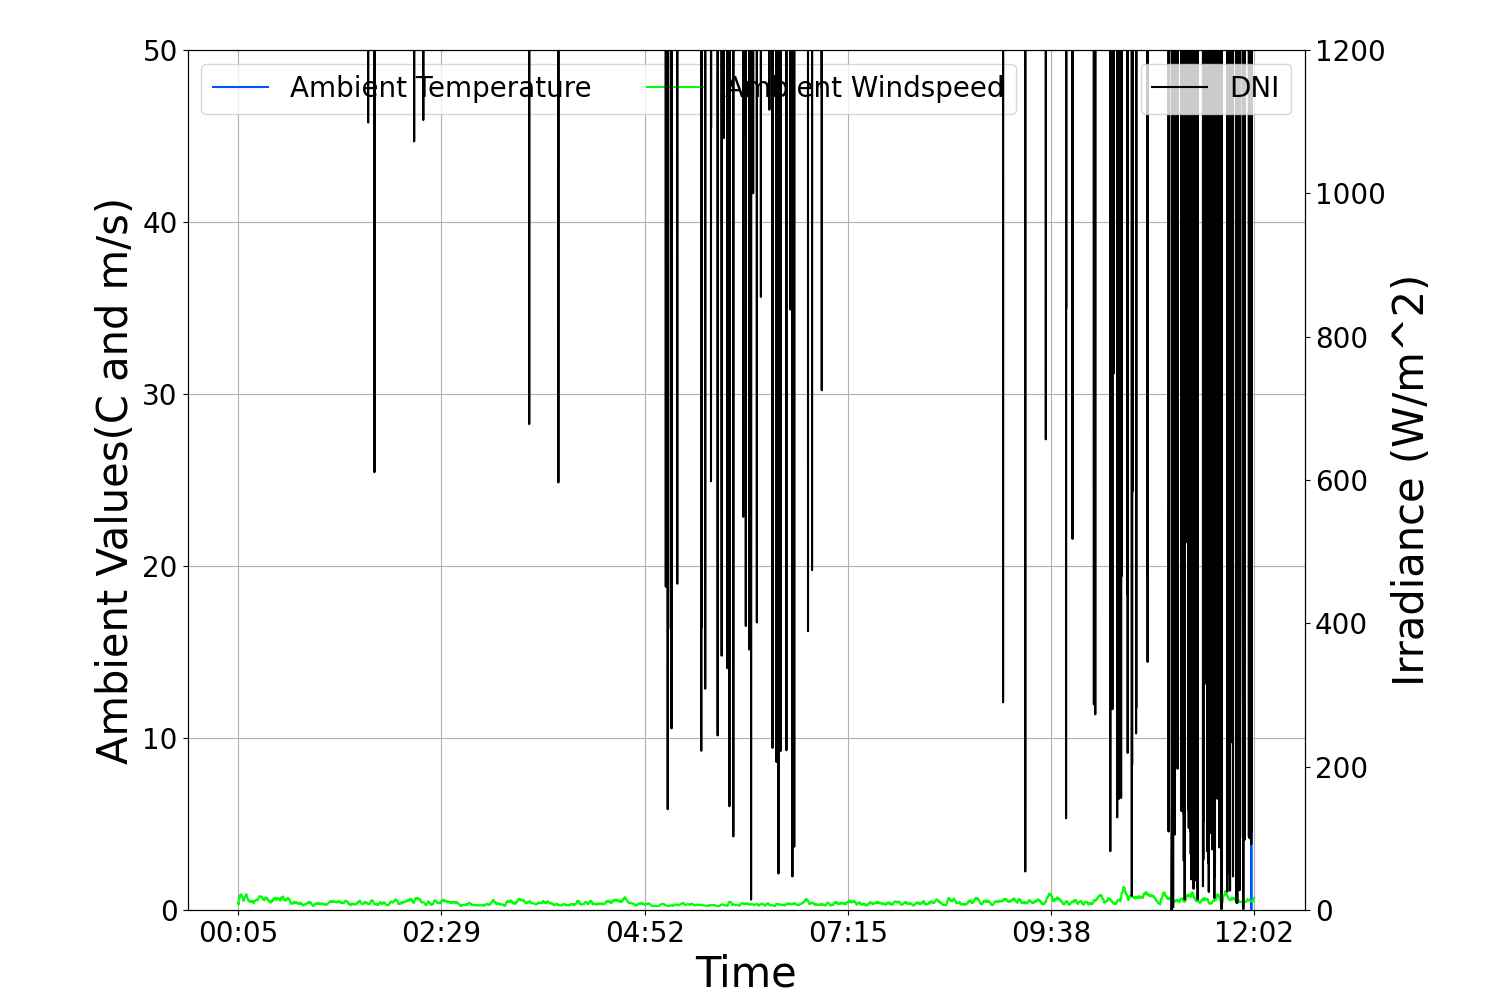 Ambient Temperature
Ambient Windspeed
DNI
50
40
30
20
10
0
Ambient Values(C and m/s)
1200
1000
800
600
400
200
0
Irradiance (W/m^2)
00:05 02:29 04:52 07:15 09:38 12:02
Time